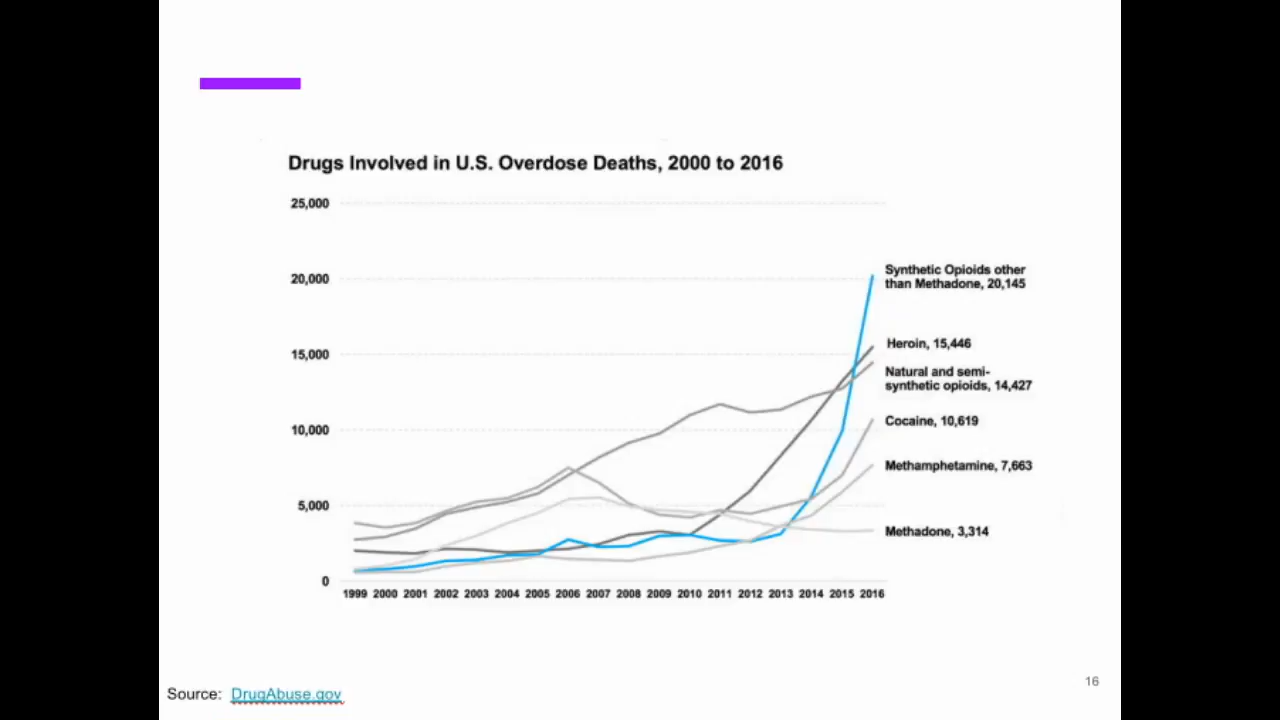 Drugs Involved in U.S. Overdose Deaths, 2000 to 2016
25,000
20,000
15,000
10,000
5,000
0
Synthetic Opioids other
than Methadone, 20,145
Heroin, 15,446
Natural and semi-
synthetic opioids, 14,427
Cocaine, 10,619
Methamphetamine, 7,663
Methadone, 3,314
1999 2000 2001 2002 2003 2004 2005 2006 2007 2008 2009 2010 2011 2012 2013 2014 2015 2016
16
Source: DrugAbuse.gov